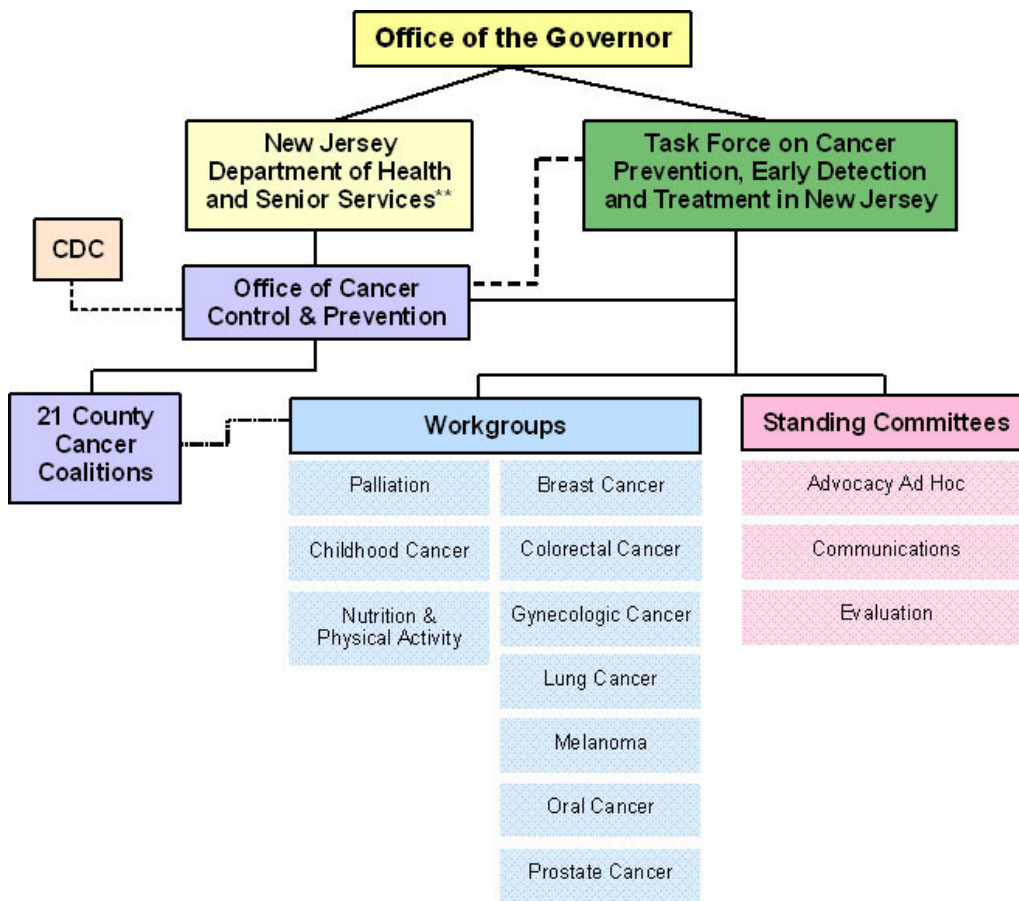 Office of the Governor
New Jersey
Department of Health
and Senior Services**
Task Force on Cancer
Prevention, Early Detection
and Treatment in New Jersey
CDC
Office of Cancer
Control & Prevention
21 County
Cancer
Coalitions
Workgroups
Palliation
Childhood Cancer
Nutrition &
Physical Activity
Breast Cancer
Colorectal Cancer
Gynecologic Cancer
Lung Cancer
Melanoma
Oral Cancer
Prostate Cancer
Standing Committees
Advocacy Ad Hoc
Communications
Evaluation